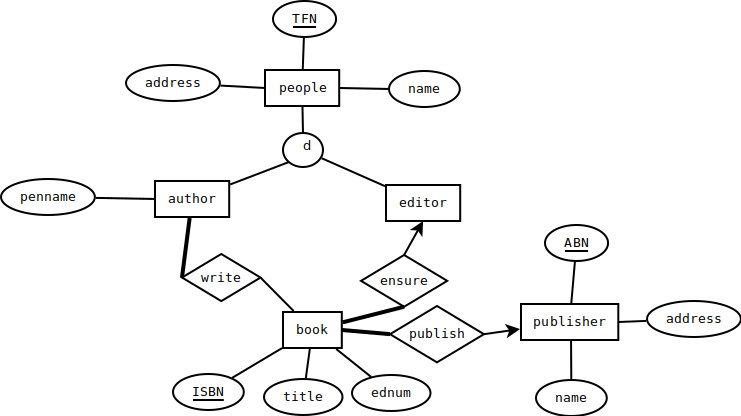 TFN
address
people
name
d
penname
author
editor
ABN
write
ensure
book
publish
publisher
address
ISBN
title
ednum
name